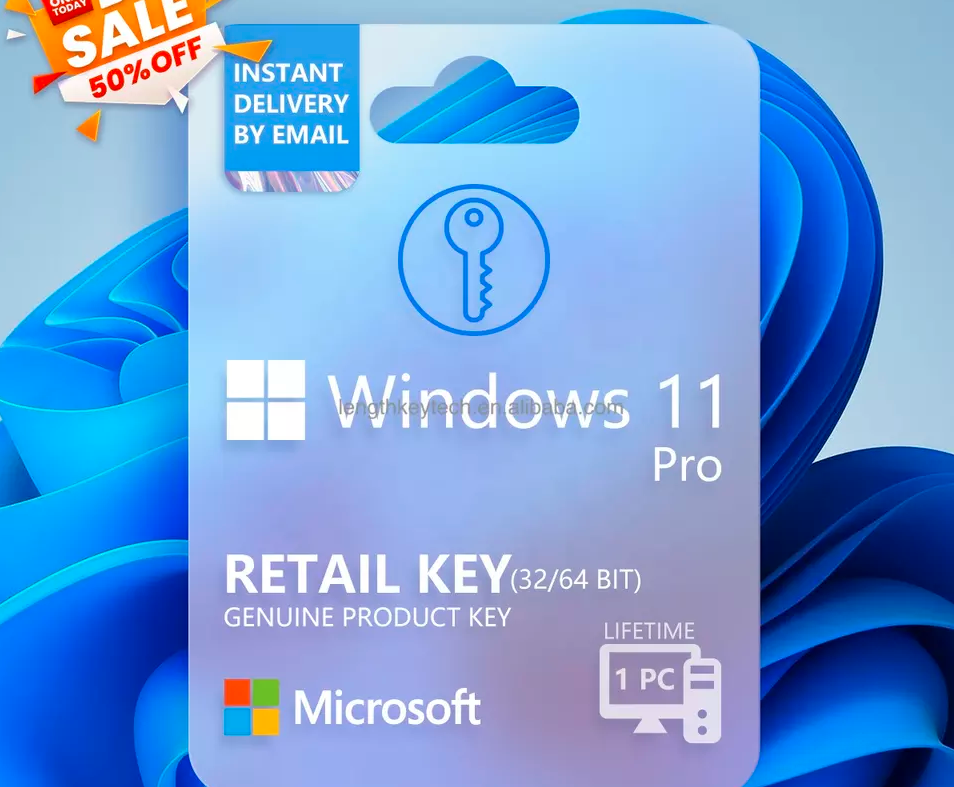 TODAY
SALE
50%OFF
INSTANT
DELIVERY
BY EMAIL
Windows 11
lengthkeytech.en.alibaba.com
Pro
RETAIL KEY(32/64 BIT)
GENUINE PRODUCT KEY
LIFETIME
1 PC
Microsoft